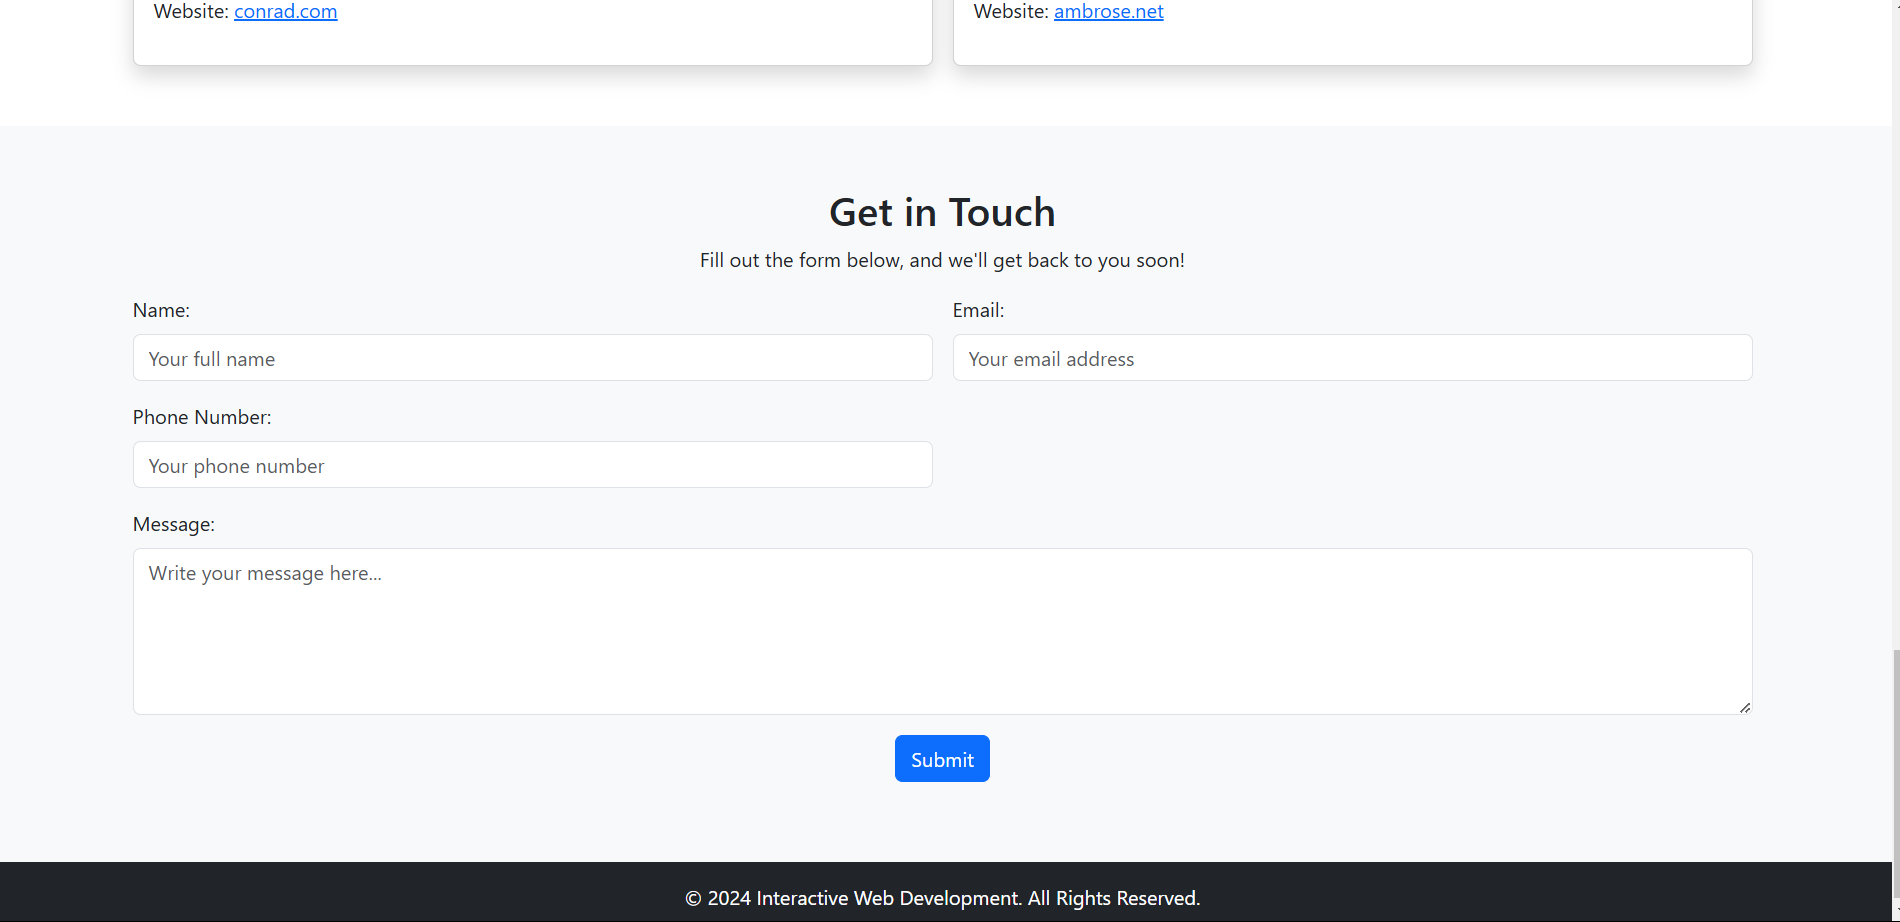 Website: conrad.com
Website: ambrose.net
Get in Touch
Fill out the form below, and we'll get back to you soon!
Name:
Email:
Your full name
Your email address
Phone Number:
Your phone number
Message:
Write your message here...
Submit
© 2024 Interactive Web Development. All Rights Reserved.